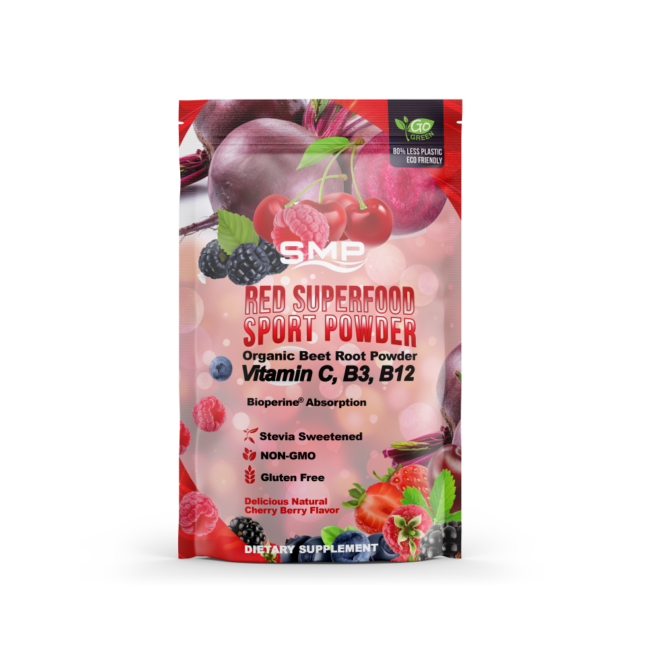 Go
GREEN
80% LESS PLASTIC
ECO FRIENDLY
SMP
RED SUPERFOOD
SPORT POWDER
Organic Beet Root Powder
Vitamin C, B3, B12
Bioperine® Absorption
Stevia Sweetened
NON-GMO
Gluten Free
Delicious Natural
Cherry Berry Flavor
DIETARY SUPPLEMENT